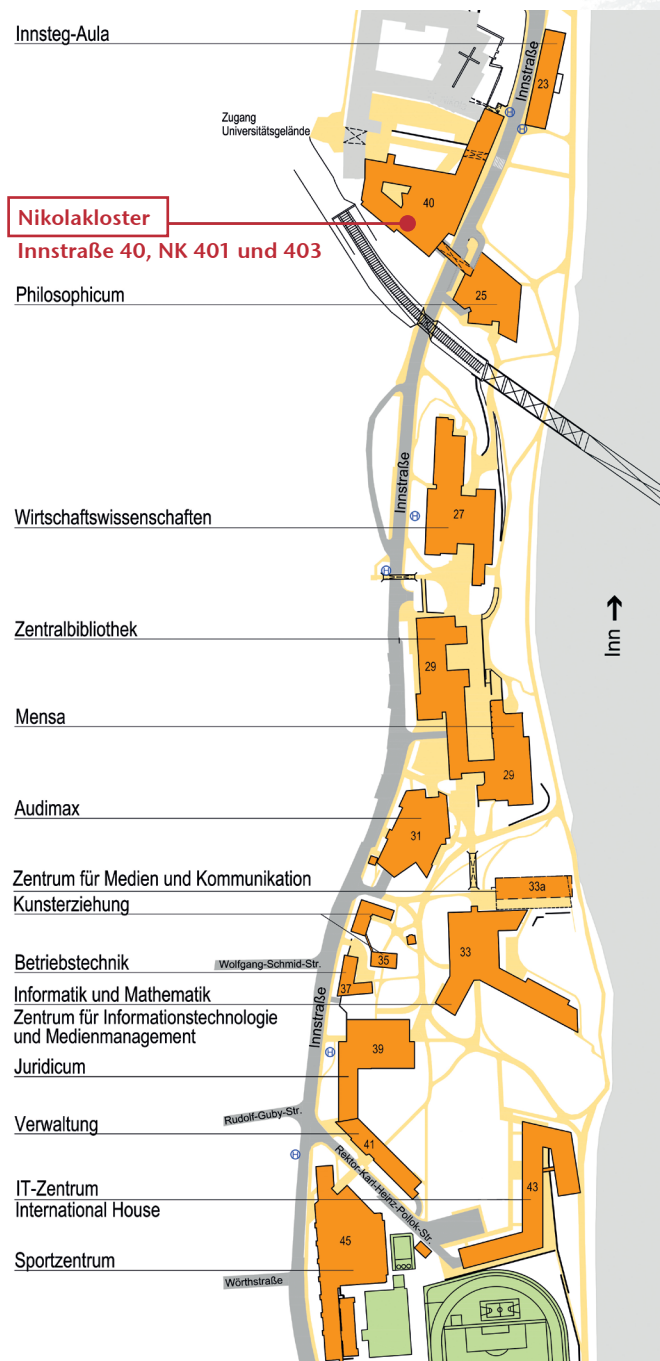 Innsteg-Aula
Innstraße
23
Zugang
Universitätsgelände
40
Nikolakloster
Innstraße 40, NK 401 und 403
Philosophicum
25
Innstraße
27
Wirtschaftswissenschaften
H
H
H
H
Inn
Zentralbibliothek
29
Mensa
29
Audimax
31
Zentrum für Medien und Kommunikation
33a
Kunsterziehung
33
35
Betriebstechnik
Wolfgang-Schmid-Str.
37
Informatik und Mathematik
Zentrum für Informationstechnologie
und Medienmanagement
Innstraße
39
H
Juridicum
Rudolf-Guby-Str.
Verwaltung
41
H
Rektor-Karl-Heinz-Pollok-Str.
43
IT-Zentrum
International House
45
Sportzentrum
Wörthstraße